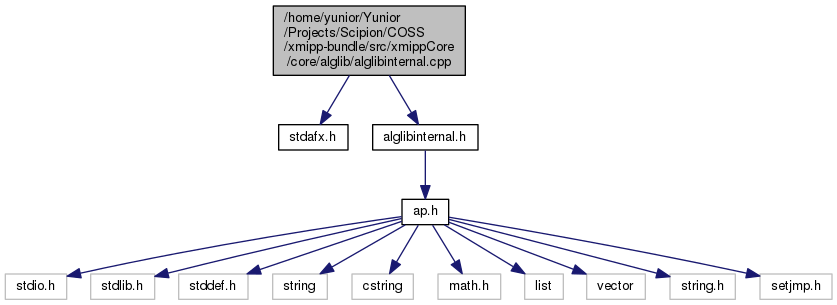 /home/yunior/Yunior
/Projects/Scipion/COSS
/xmipp-bundle/src/xmippCore
/core/alglib/alglibinternal.cpp
stdafx.h
alglibinternal.h
ap.h
stdio.h
stdlib.h
stddef.h
string
cstring
math.h
list
vector
string.h
setjmp.h